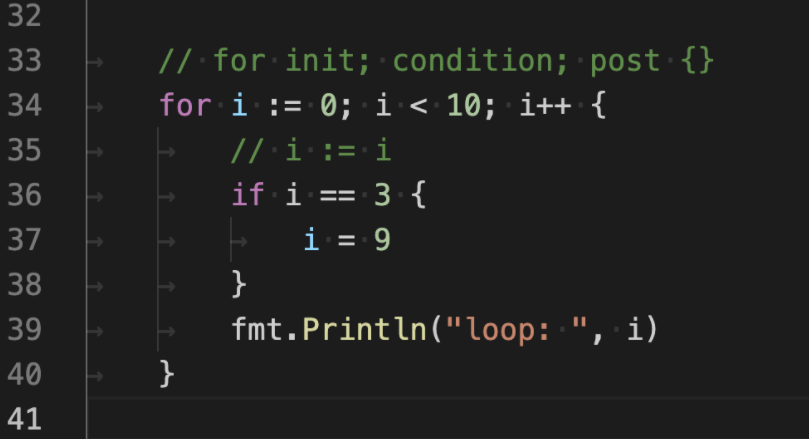 32
33 // for init; condition; post {}
34 for i := 0; i < 10; i++ {
35 // i := i
36 if i == 3 {
37 i = 9
38 }
39 fmt.Println("loop: ", i)
40 }
41